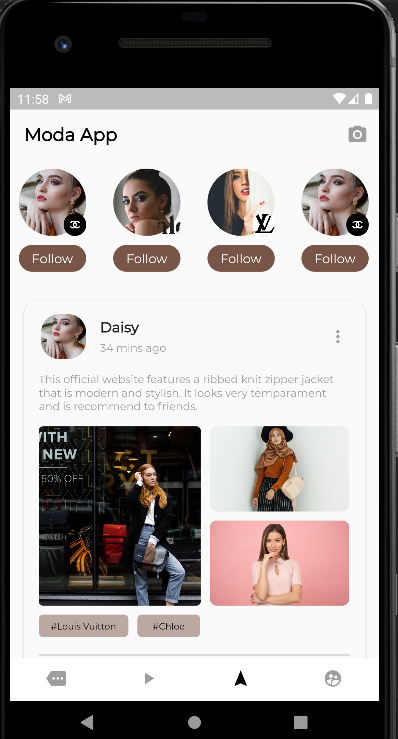 11:58
Moda App
Follow
Follow
Follow
Follow
Daisy
34 mins ago
This official website features a ribbed knit zipper jacket
that is modern and stylish. It looks very temparament
and is recommend to friends.
WITH
NEW
50% OFF
#Louis Vuitton
#Chloe